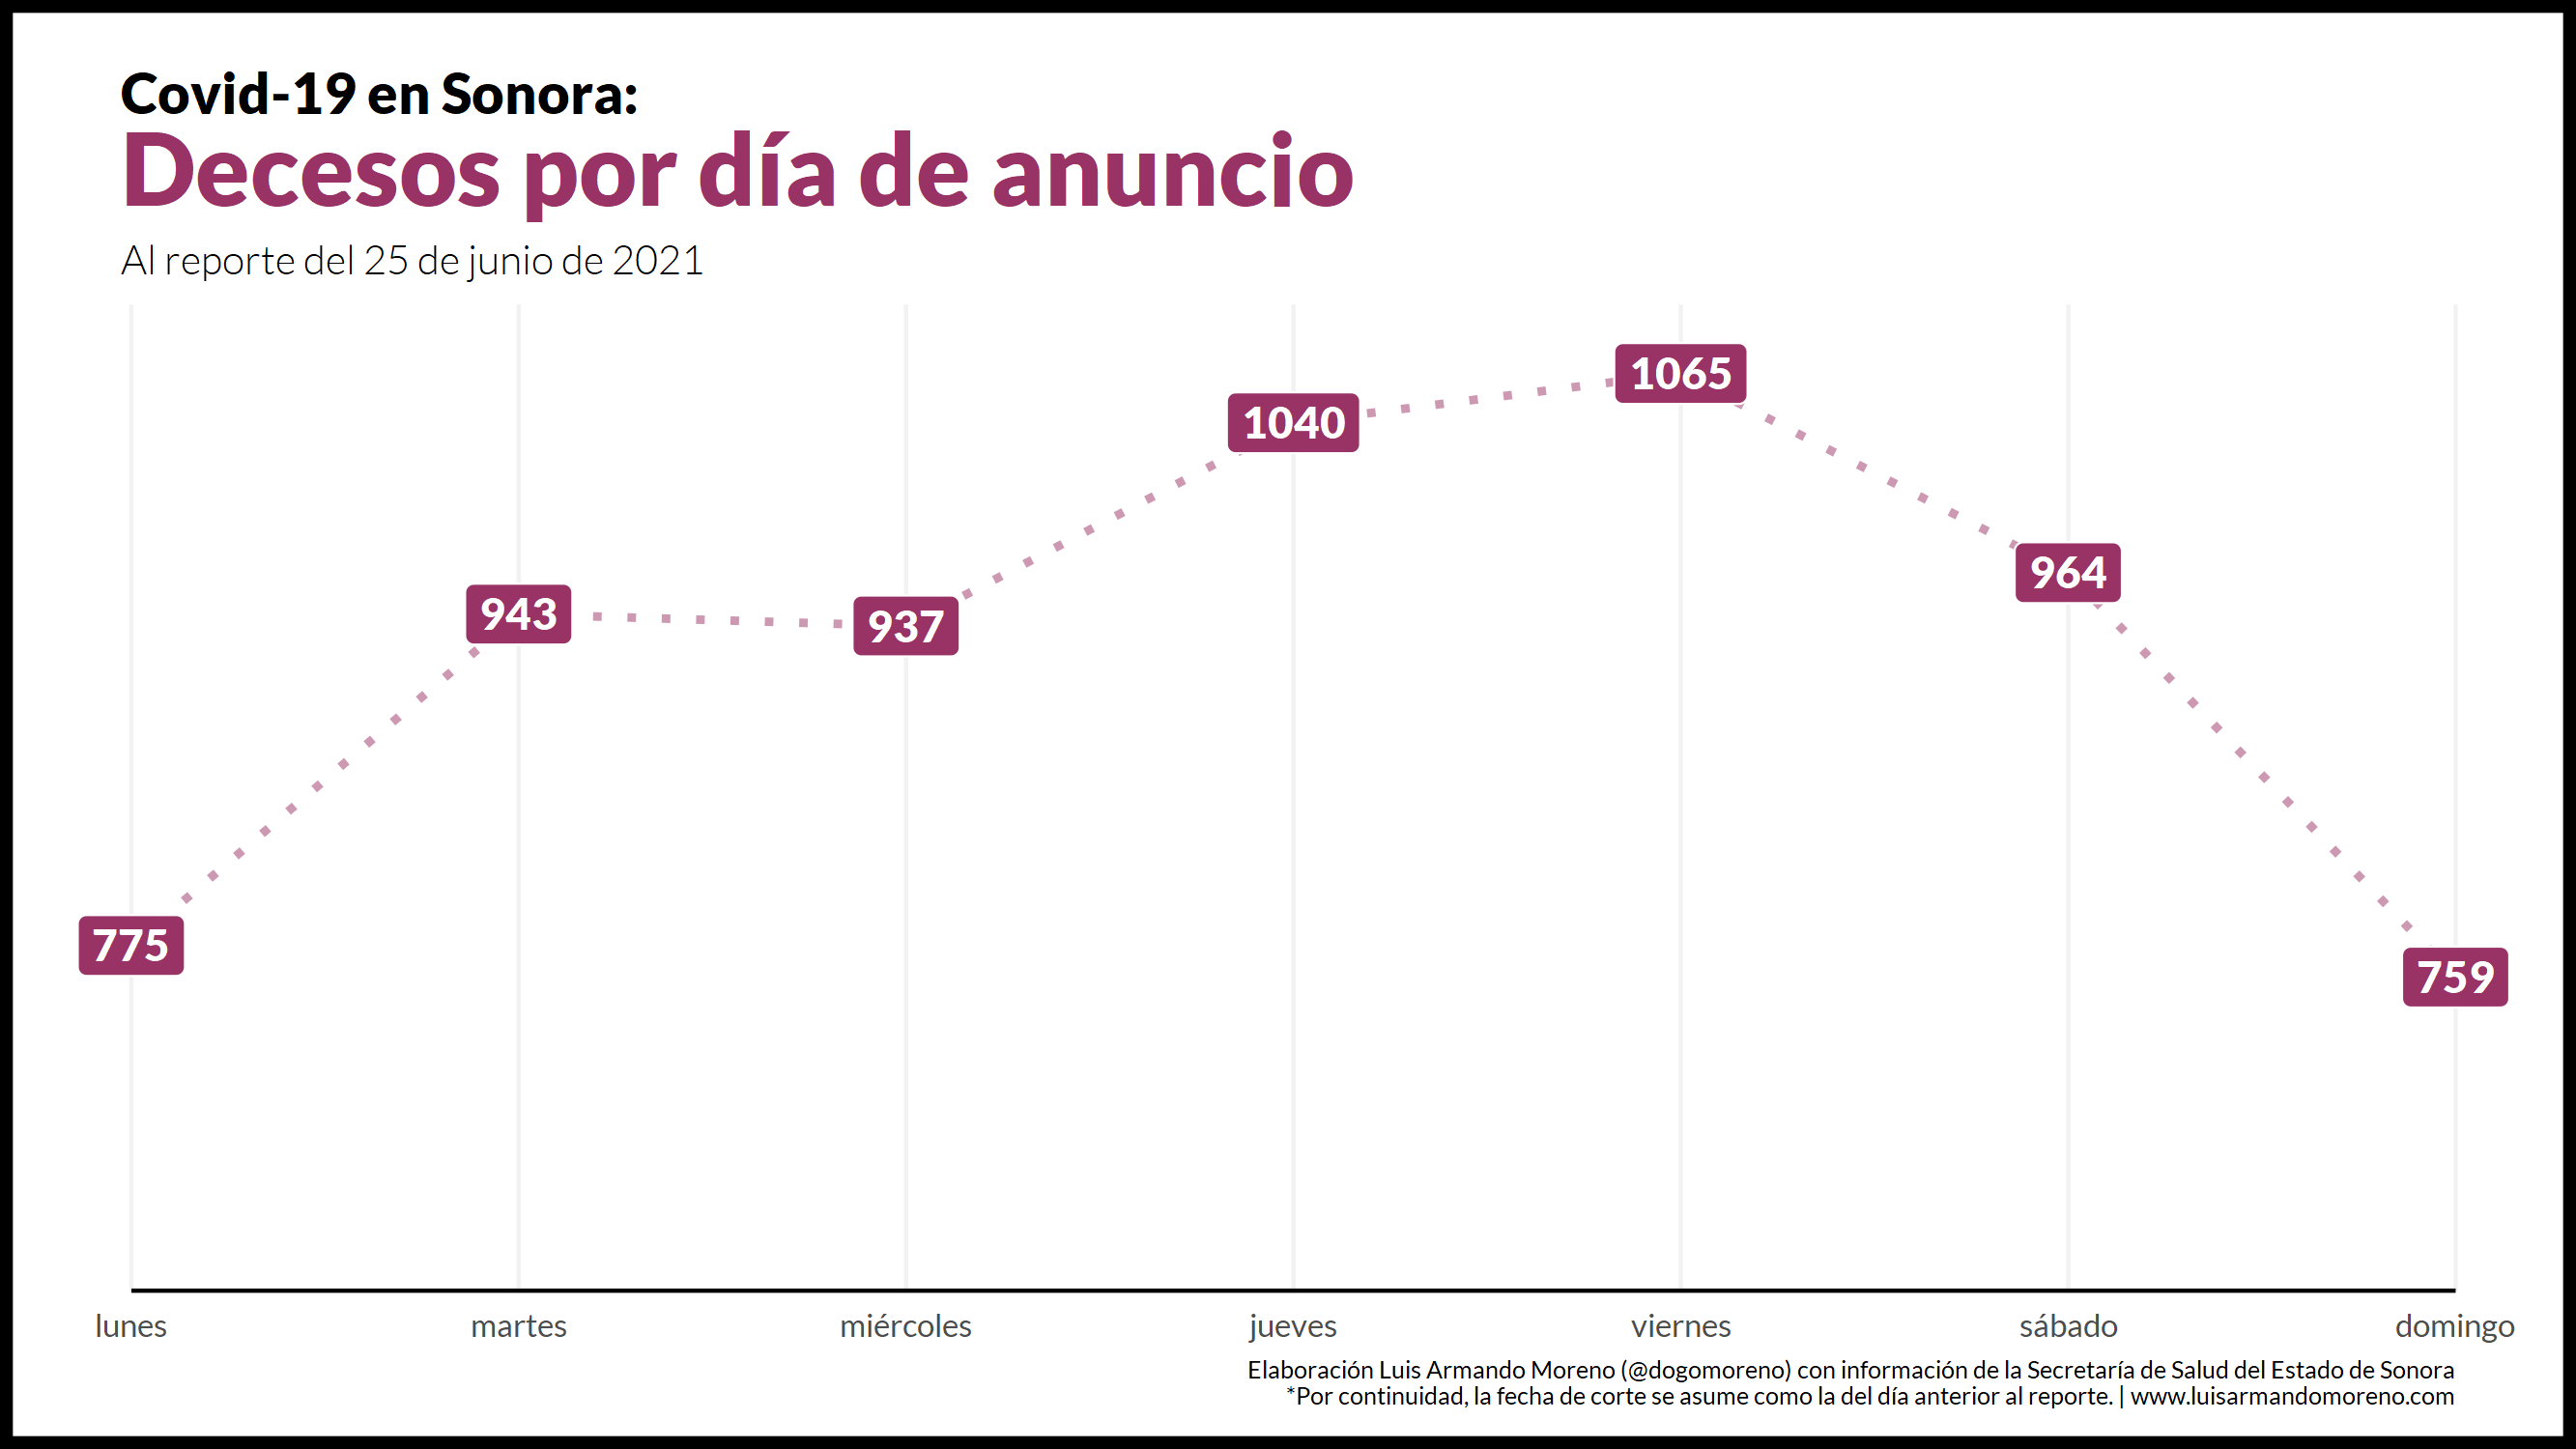 Covid-19 en Sonora:
Decesos por día de anuncio
Al reporte del 25 de junio de 2021
1065
1040
964
943
937
775
759
lunes martes miércoles jueves viernes sábado domingo
Elaboración Luis Armando Moreno (@dogomoreno) con información de la Secretaría de Salud del Estado de Sonora
*Por continuidad, la fecha de corte se asume como la del día anterior al reporte. | www.luisarmandomoreno.com